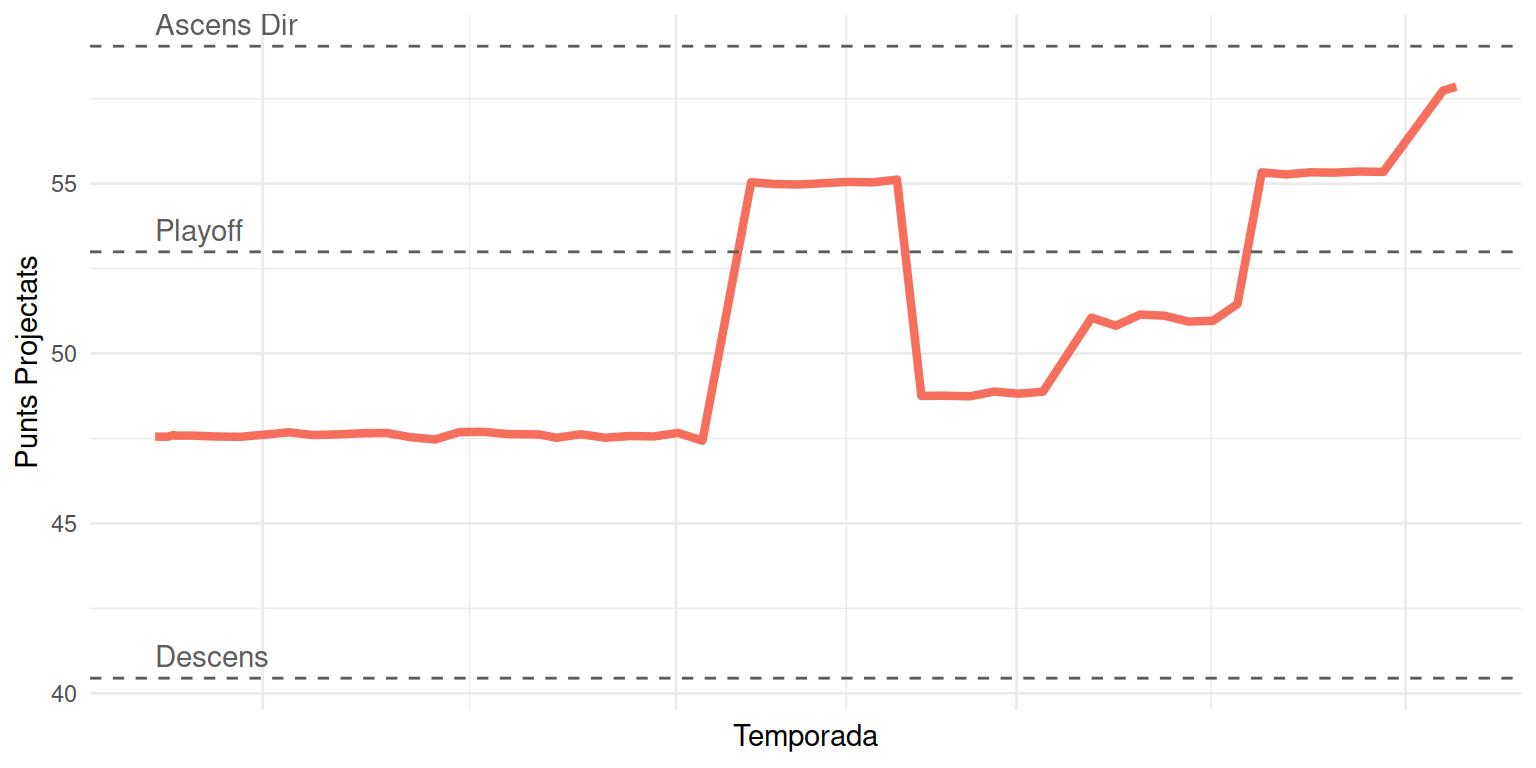 Ascens Dir
55
Playoff
50
45
Descens
40
Punts Projectats
Temporada